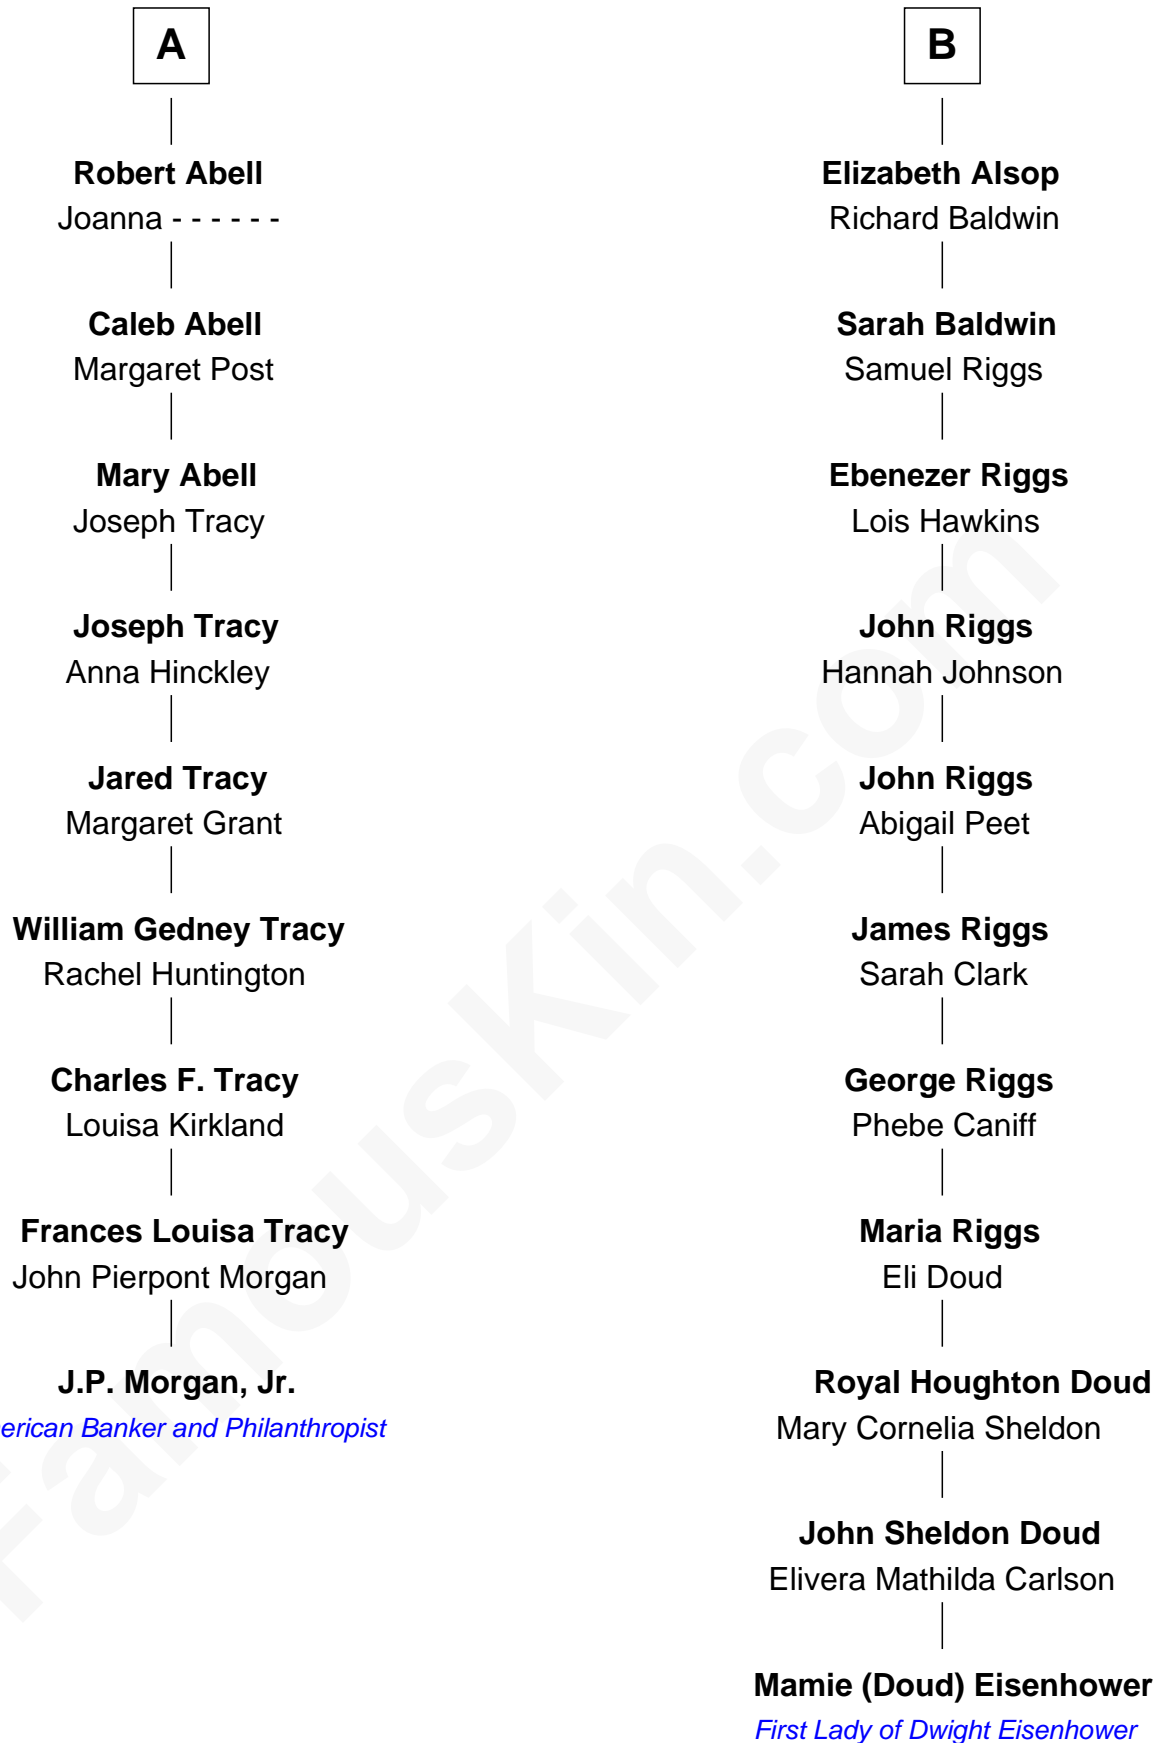 A
Robert Abell
Joanna - - - - - -
Caleb Abell
Margaret Post
Mary Abell
Joseph Tracy
Joseph Tracy
Anna Hinckley
Jared Tracy
Margaret Grant
William Gedney Tracy
Rachel Huntington
Charles F. Tracy
Louisa Kirkland
Frances Louisa Tracy
John Pierpont Morgan
J.P. Morgan, Jr.
Banker and Philanthropist
B
Elizabeth Alsop
Richard Baldwin
Sarah Baldwin
Samuel Riggs
Ebenezer Riggs
Lois Hawkins
John Riggs
Hannah Johnson
John Riggs
Abigail Peet
James Riggs
Sarah Clark
George Riggs
Phebe Caniff
Maria Riggs
Eli Doud
Royal Houghton Doud
Mary Cornelia Sheldon
John Sheldon Doud
Elivera Mathilda Carlson
Mamie (Doud) Eisenhower
First Lady of Dwight Eisenhower
FamousKin.com